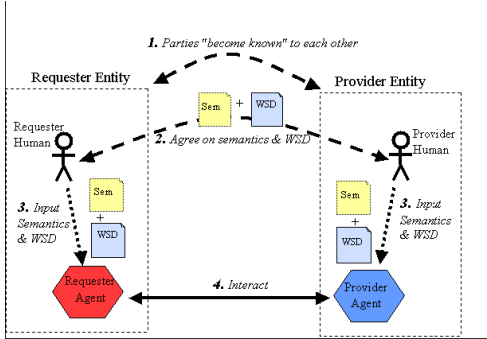 1. Parties "become known" to each other
Requester Entity
Provider Entity
Sem + WSD
Requester
Human
2. Agree on semantics & WSD
Provider
Human
Sem
+
WSD
3. Input
Semantics
& WSD
Sem
+
WSD
3. Input
Semantics
& WSD
Requester
Agent
4. Interact
Provider
Agent